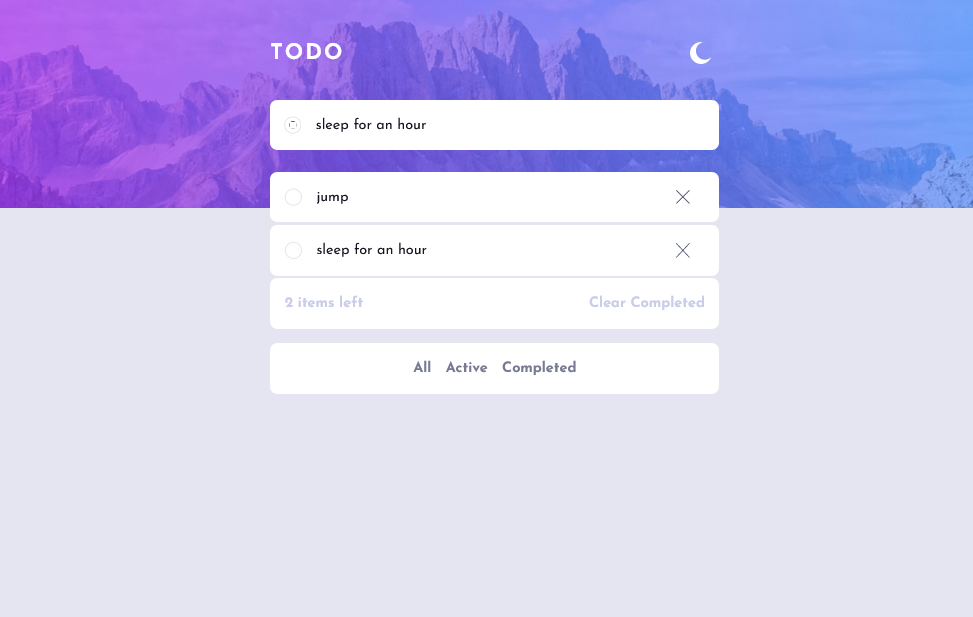 TODO
sleep for an hour
jump
sleep for an hour
2 items left Clear Completed
All Active Completed